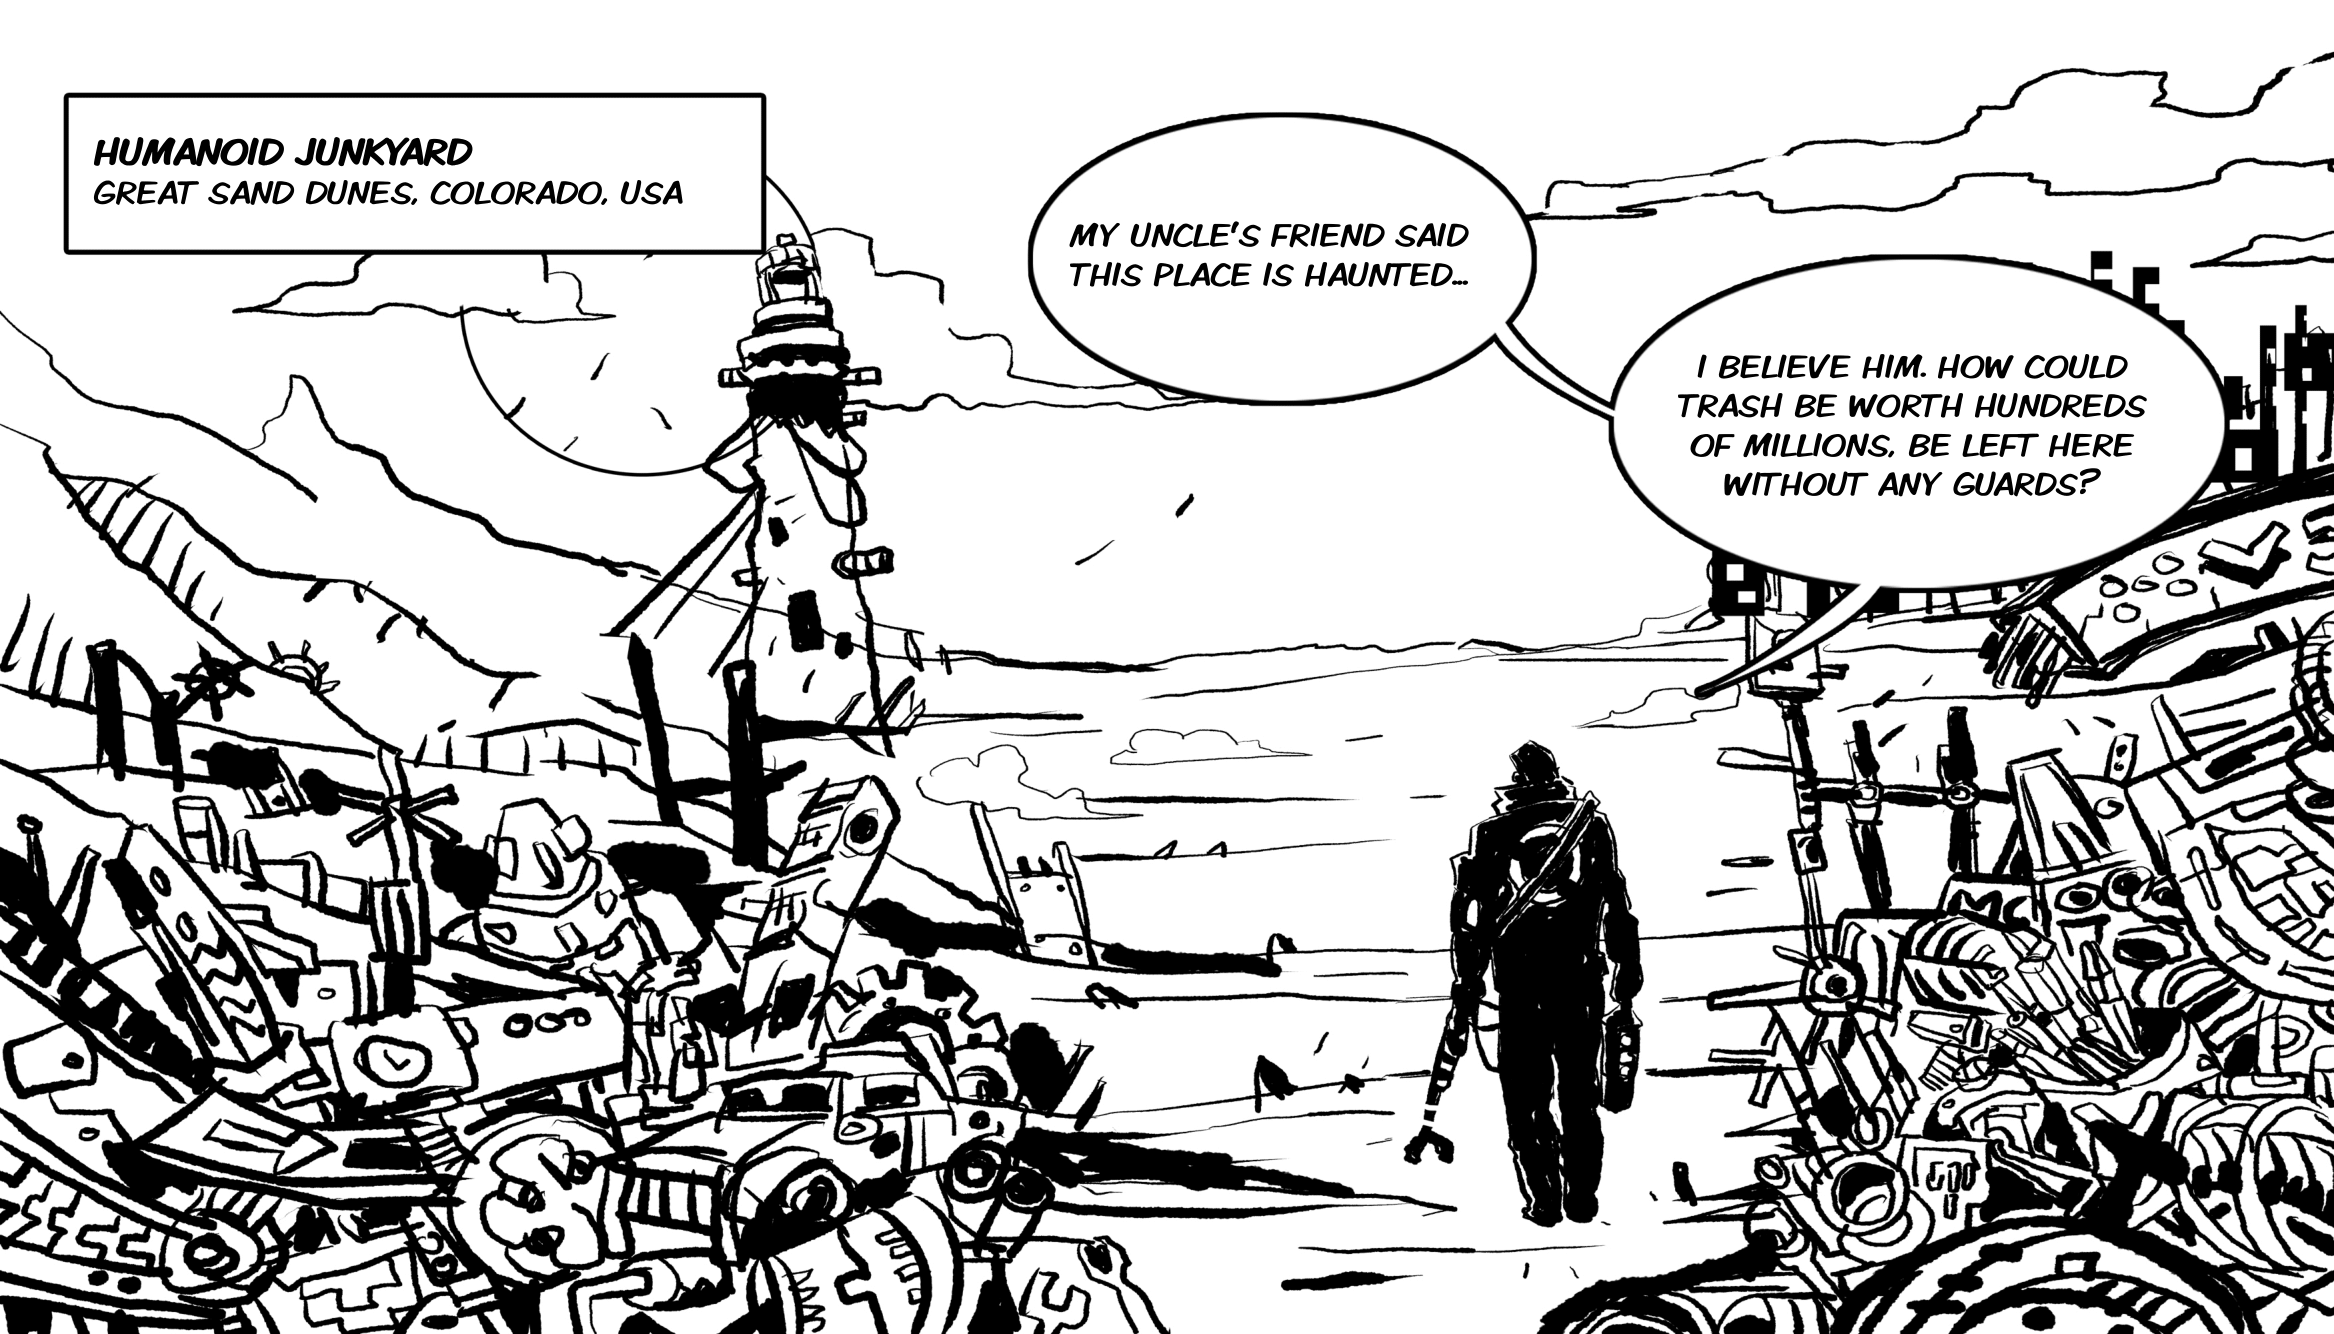 HUMANOID JUNKYARD
GREAT SAND DUNES, COLORADO, USA
MY UNCLE'S FRIEND SAID
THIS PLACE IS HAUNTED...
I BELIEVE HIM. HOW COULD
TRASH BE WORTH HUNDREDS
OF MILLIONS, BE LEFT HERE
WITHOUT ANY GUARDS?